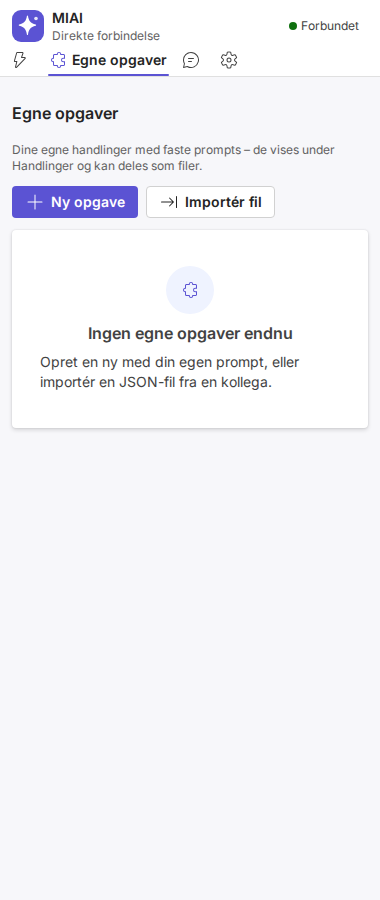 MIAI
Direkte forbindelse
Forbundet
Egne opgaver
Egne opgaver
Dine egne handlinger med faste prompts – de vises under
Handlinger og kan deles som filer.
Ny opgave
Importér fil
Ingen egne opgaver endnu
Opret en ny med din egen prompt, eller
importér en JSON-fil fra en kollega.